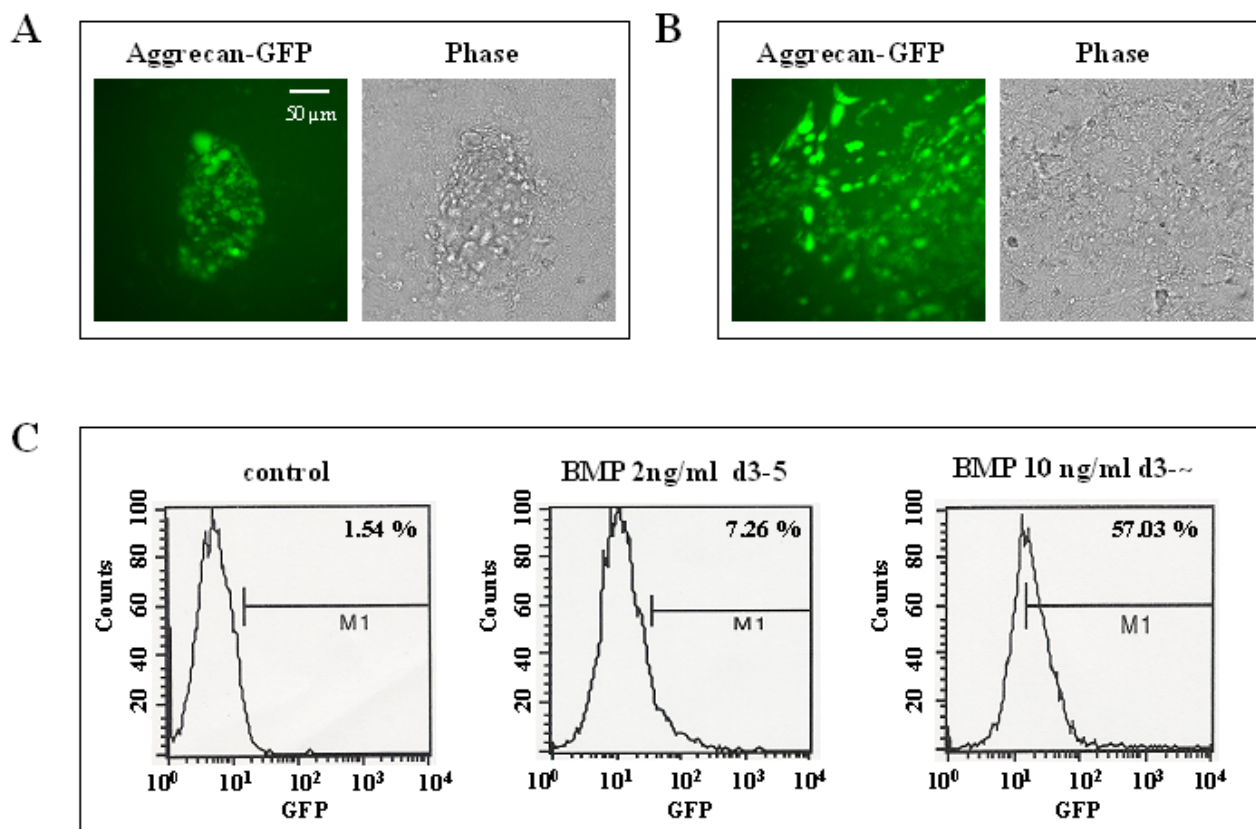 A
Aggrecan-GFP Phase
50 µm
B
Aggrecan-GFP Phase
C
control
1.54 %
M1
Counts
100
80
60
40
20
10⁰ 10¹ 10² 10³ 10⁴
GFP
BMP 2ng/ml d3-5
7.26 %
M1
Counts
100
80
60
40
20
10⁰ 10¹ 10² 10³ 10⁴
GFP
BMP 10 ng/ml d3-~
57.03 %
M1
Counts
100
80
60
40
20
10⁰ 10¹ 10² 10³ 10⁴
GFP